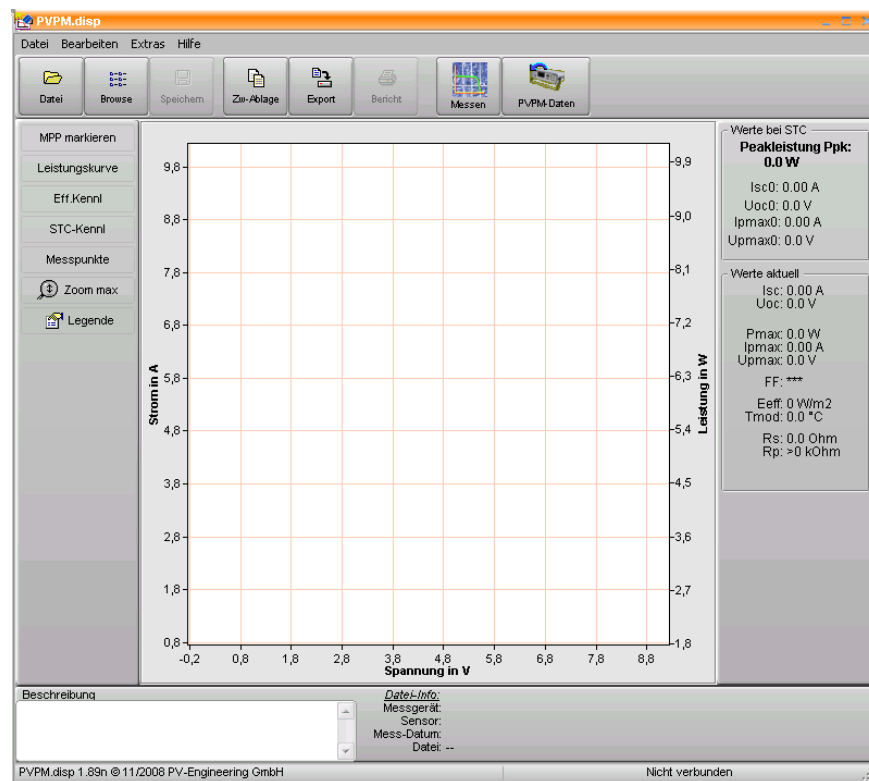 PVPM.disp
Datei Bearbeiten Extras Hilfe
Datei Browse Speichern Zw-Ablage Export Bericht Messen PVPM-Daten
MPP markieren
Leistungskurve
Eff.Kennl
STC-Kennl
Messpunkte
Zoom max
Legende
Strom in A
9,8
8,8
7,8
6,8
5,8
4,8
3,8
2,8
1,8
0,8
-0,2 0,8 1,8 2,8 3,8 4,8 5,8 6,8 7,8 8,8
Spannung in V
9,9
9,0
8,1
7,2
6,3
5,4
4,5
3,6
2,7
1,8
Leistung in W
Werte bei STC
Peakleistung Ppk:
0.0 W
Isc0: 0.00 A
Uoc0: 0.0 V
Ipmax0: 0.00 A
Upmax0: 0.0 V
Werte aktuell
Isc: 0.00 A
Uoc: 0.0 V
Pmax: 0.0 W
Ipmax: 0.00 A
Upmax: 0.0 V
FF: ***
Eeff: 0 W/m2
Tmod: 0.0 °C
Rs: 0.0 Ohm
Rp: >0 kOhm
Beschreibung
Datei-Info:
Messgerät:
Sensor:
Mess-Datum:
Datei: --
PVPM.disp 1.89n @ 11/2008 PV-Engineering GmbH
Nicht verbunden